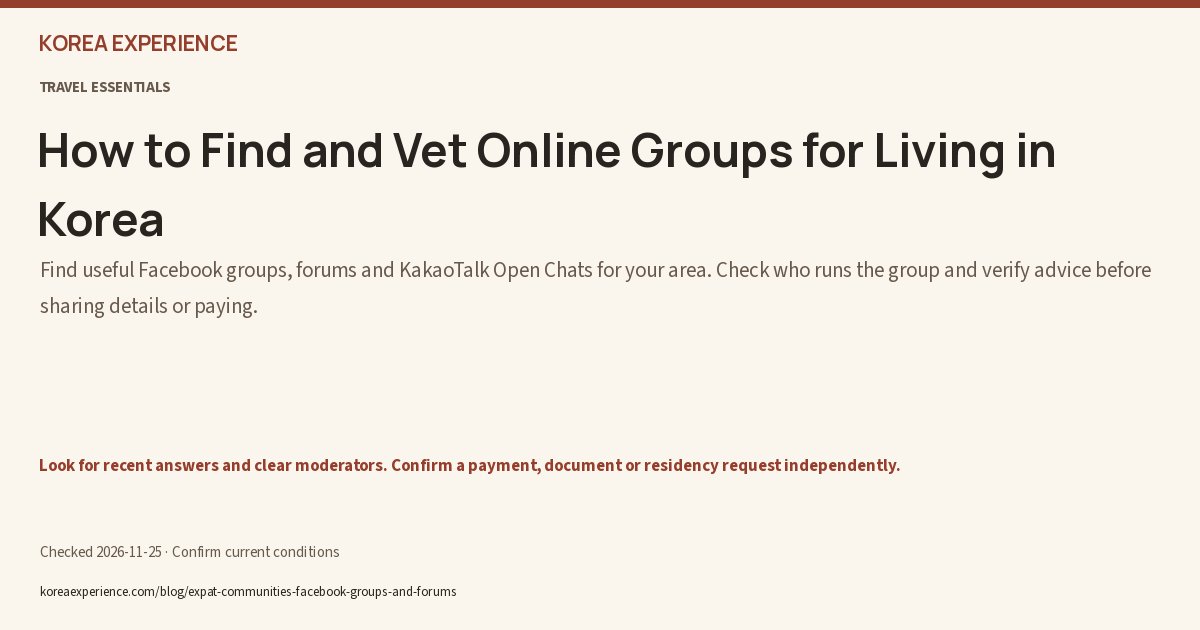 KOREA EXPERIENCE
TRAVEL ESSENTIALS
How to Find and Vet Online Groups for Living in
Korea
Find useful Facebook groups, forums and KakaoTalk Open Chats for your area. Check who runs the group and verify advice before
sharing details or paying.
Look for recent answers and clear moderators. Confirm a payment, document or residency request independently.
Checked 2026-11-25 · Confirm current conditions
koreaexperience.com/blog/expat-communities-facebook-groups-and-forums